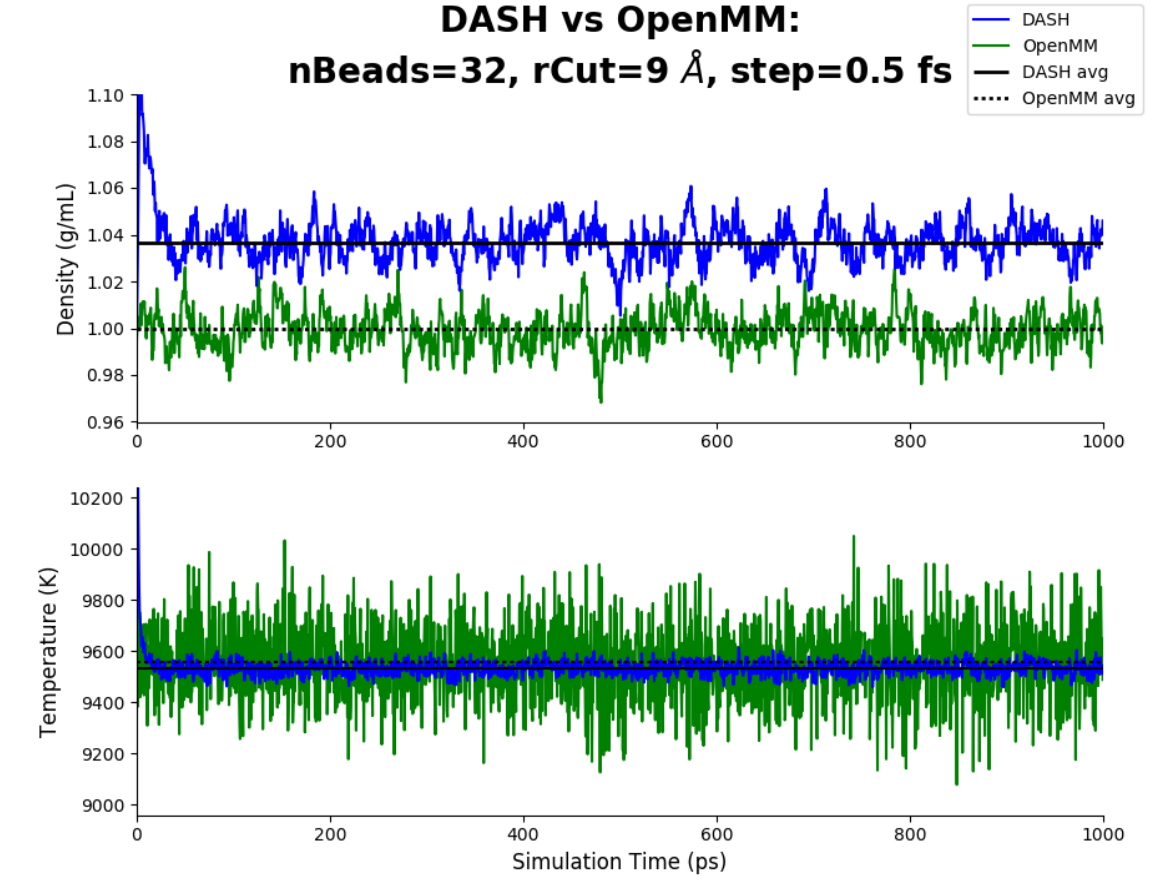 DASH vs OpenMM:
nBeads=32, rCut=9 Å, step=0.5 fs
DASH
OpenMM
DASH avg
OpenMM avg
Density (g/mL)
1.10
1.08
1.06
1.04
1.02
1.00
0.98
0.96
0 200 400 600 800 1000
Temperature (K)
10200
10000
9800
9600
9400
9200
9000
0 200 400 600 800 1000
Simulation Time (ps)